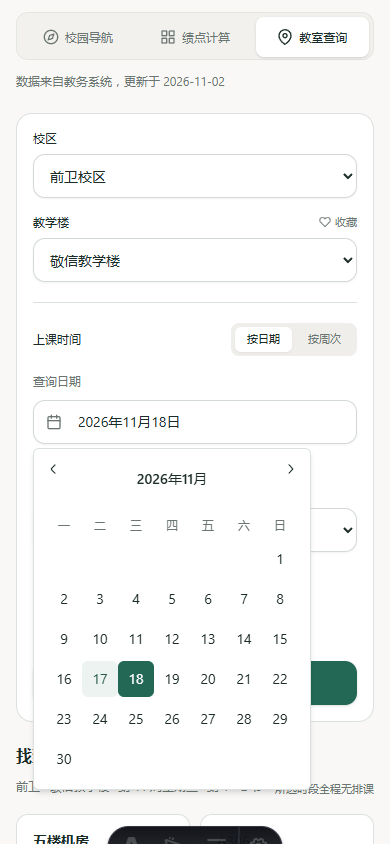 校园导航 绩点计算 教室查询
数据来自教务系统，更新于 2026-11-02
校区
前卫校区
教学楼 收藏
敬信教学楼
上课时间 按日期 按周次
查询日期
2026年11月18日
2026年11月
一 二 三 四 五 六 日
1
2 3 4 5 6 7 8
9 10 11 12 13 14 15
16 17 18 19 20 21 22
23 24 25 26 27 28 29
30
所选时段全程无排课
五楼机房